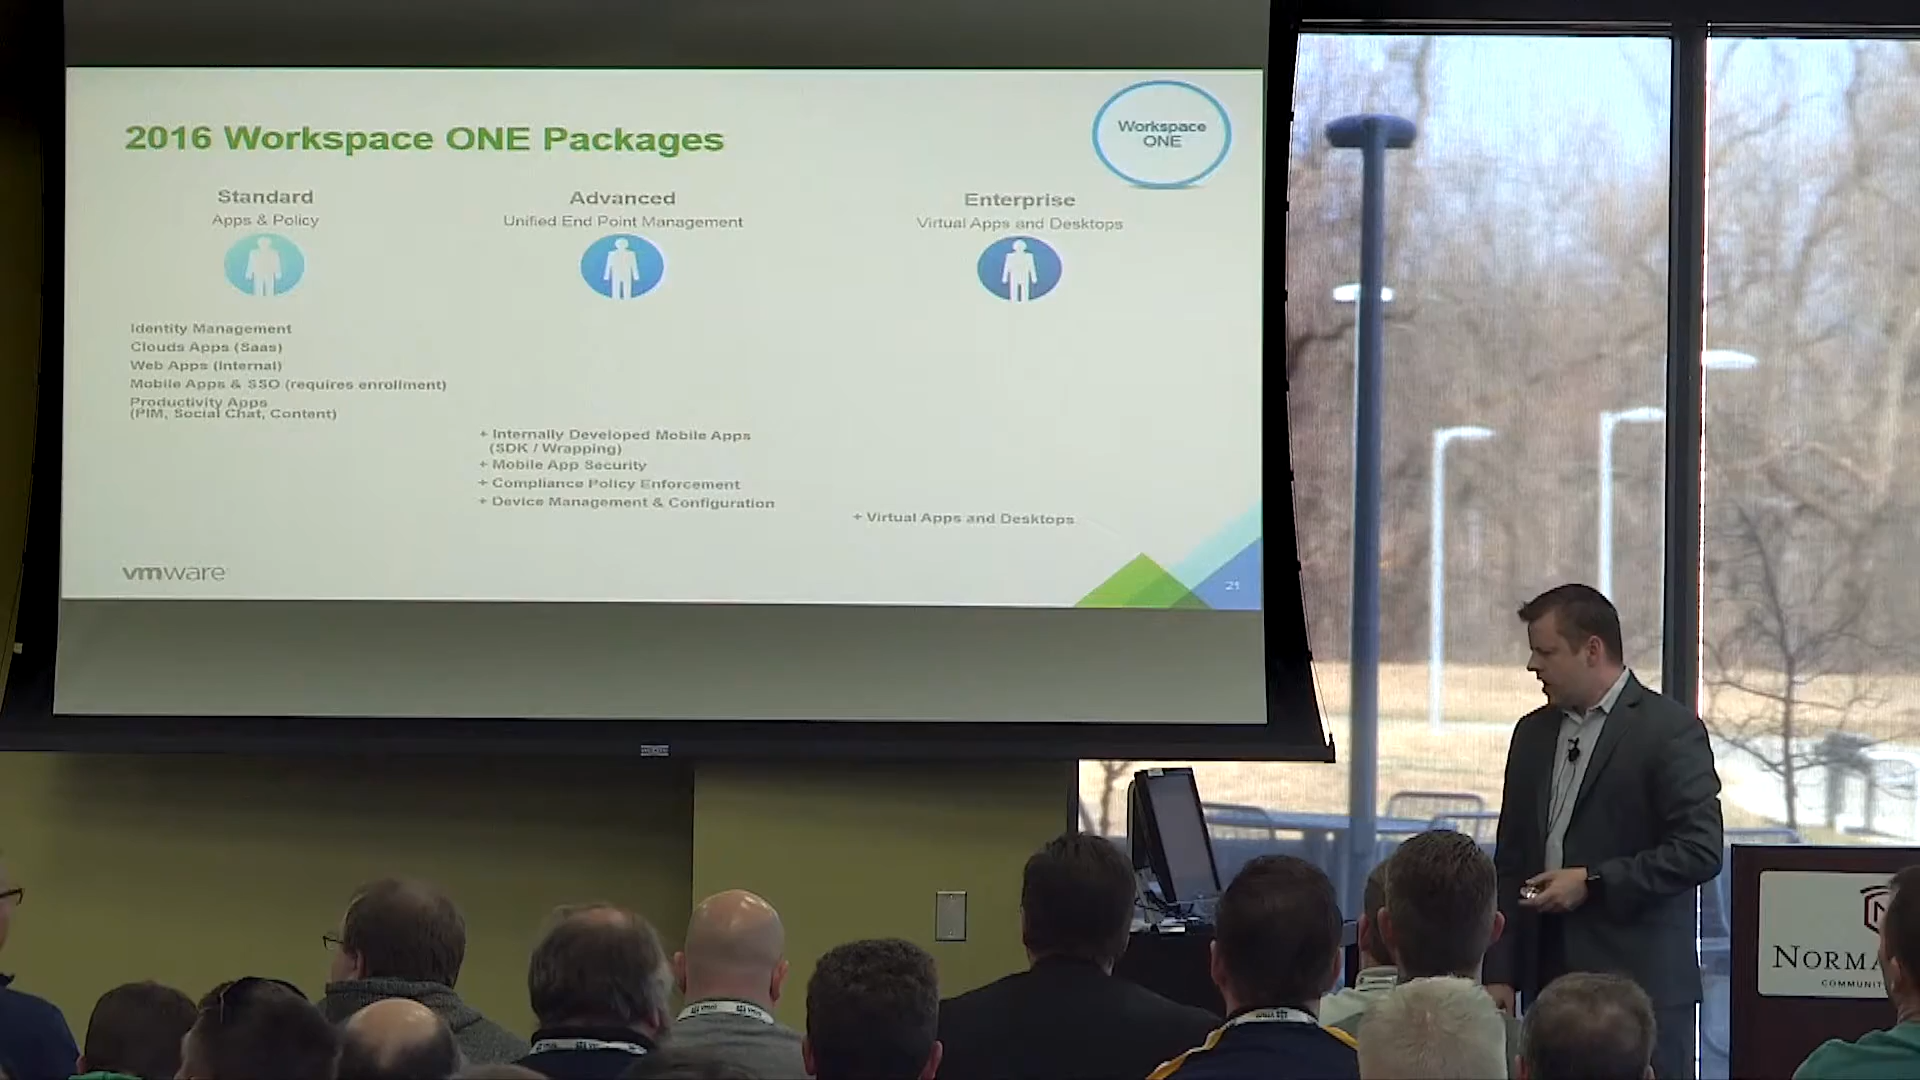 2016 Workspace ONE Packages
Workspace
ONE
Standard
Apps & Policy
Advanced
Unified End Point Management
Enterprise
Virtual Apps and Desktops
Identity Management
Clouds Apps (Saas)
Web Apps (Internal)
Mobile Apps & SSO (requires enrollment)
Productivity Apps
(PIM, Social Chat, Content)
+ Internally Developed Mobile Apps
(SDK / Wrapping)
+ Mobile App Security
+ Compliance Policy Enforcement
+ Device Management & Configuration
+ Virtual Apps and Desktops
vmware
21
NORMA
COMMUNIT